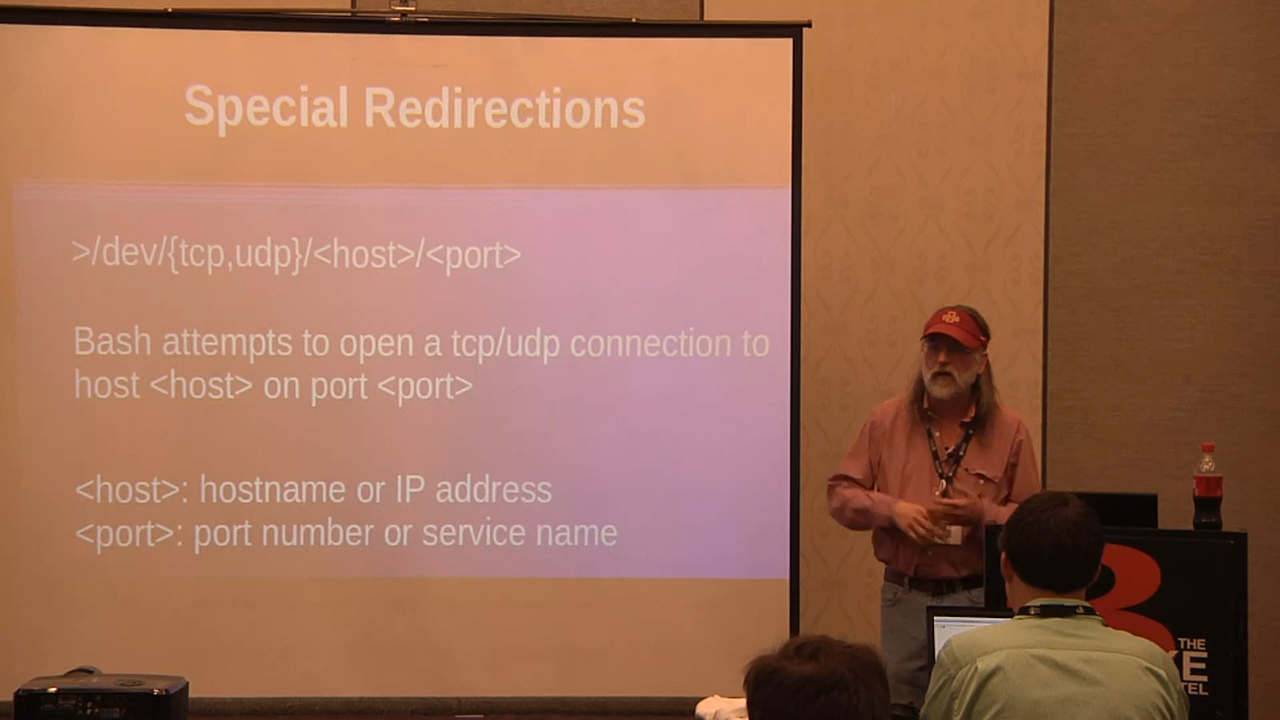 Special Redirections
>/dev/{tcp,udp}/<host>/<port>
Bash attempts to open a tcp/udp connection to
host <host> on port <port>
<host>: hostname or IP address
<port>: port number or service name
THE